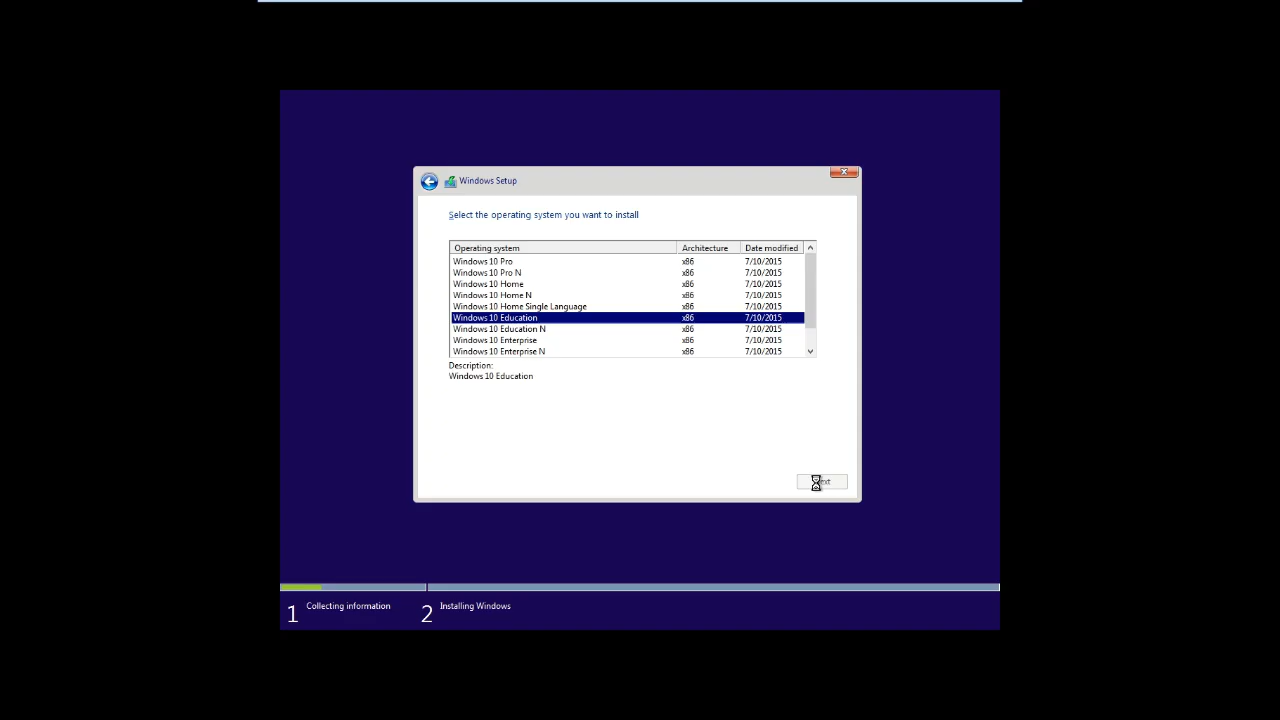 Windows Setup
Select the operating system you want to install
Operating system Architecture Date modified
Windows 10 Pro x86 7/10/2015
Windows 10 Pro N x86 7/10/2015
Windows 10 Home x86 7/10/2015
Windows 10 Home N x86 7/10/2015
Windows 10 Home Single Language x86 7/10/2015
Windows 10 Education x86 7/10/2015
Windows 10 Education N x86 7/10/2015
Windows 10 Enterprise x86 7/10/2015
Windows 10 Enterprise N x86 7/10/2015
Description:
Windows 10 Education
1 Collecting information 2 Installing Windows